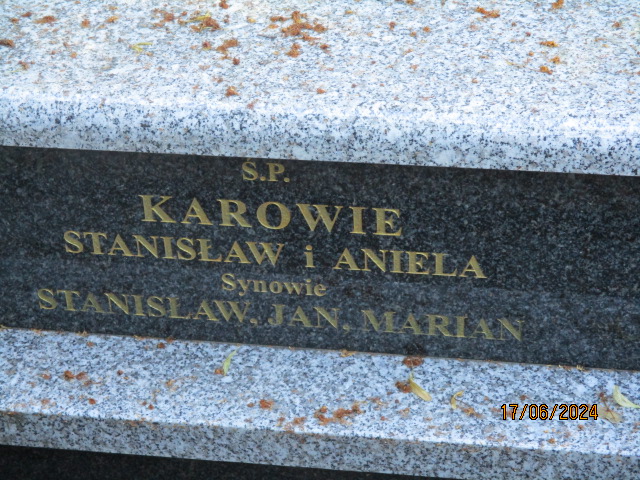 Ś.P.
KAROWIE
STANISŁAW i ANIELA
Synowie
STANISŁAW, JAN, MARIAN
17/06/2024